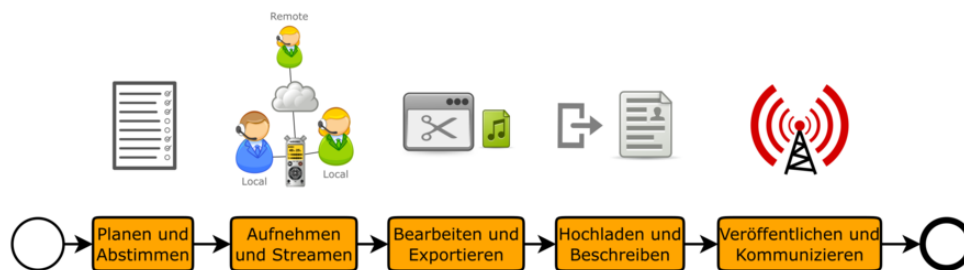 Remote
Local
Local
Planen und
Abstimmen
Aufnehmen
und Streamen
Bearbeiten und
Exportieren
Hochladen und
Beschreiben
Veröffentlichen und
Kommunizieren